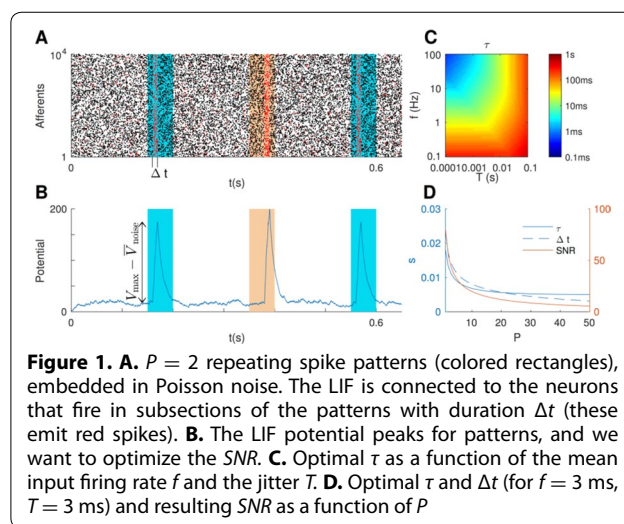 A
C
τ
10⁴
Afferents
1
0
0.6
Δ t
t(s)
100
10
1
0.1
f (Hz)
0.0001 0.001 0.01 0.1
T (s)
1s
100ms
10ms
1ms
0.1ms
B
D
200
0
Potential
V_max − V̅_noise
0
0.6
t(s)
0.03
0.02
0.01
0
s
100
50
0
τ
Δ t
SNR
10 20 30 40 50
P
Figure 1. A. P = 2 repeating spike patterns (colored rectangles),
embedded in Poisson noise. The LIF is connected to the neurons
that fire in subsections of the patterns with duration Δt (these
emit red spikes). B. The LIF potential peaks for patterns, and we
want to optimize the SNR. C. Optimal τ as a function of the mean
input firing rate f and the jitter T. D. Optimal τ and Δt (for f = 3 ms,
T = 3 ms) and resulting SNR as a function of P